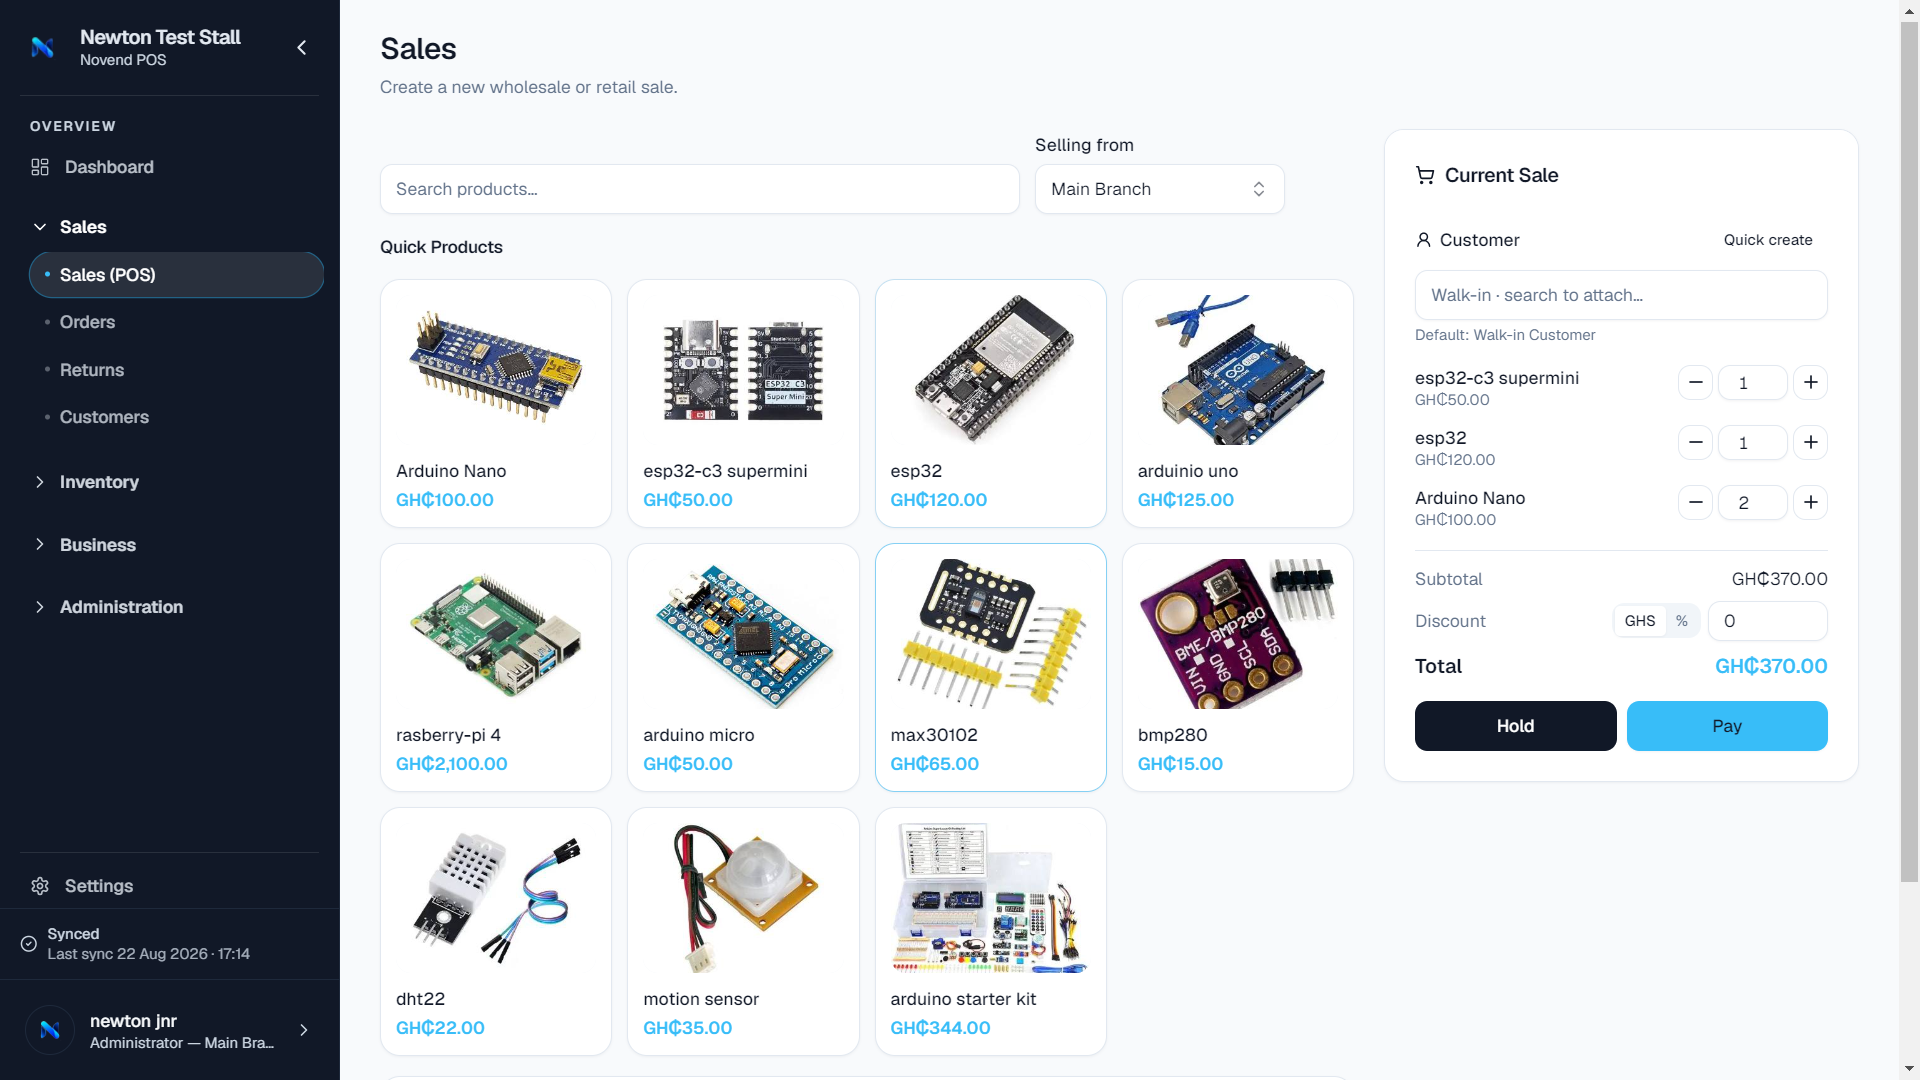 Newton Test Stall
Novend POS
OVERVIEW
Dashboard
Sales
Sales (POS)
Orders
Returns
Customers
Inventory
Business
Administration
Settings
Synced
Last sync 22 Aug 2026 · 17:14
newton jnr
Administrator — Main Bra...
Sales
Create a new wholesale or retail sale.
Search products...
Selling from
Main Branch
Quick Products
Arduino Nano
GH₵100.00
esp32-c3 supermini
GH₵50.00
esp32
GH₵120.00
arduinio uno
GH₵125.00
rasberry-pi 4
GH₵2,100.00
arduino micro
GH₵50.00
max30102
GH₵65.00
BME/BMP280
VIN
GND
SCL
SDA
bmp280
GH₵15.00
dht22
GH₵22.00
motion sensor
GH₵35.00
arduino starter kit
GH₵344.00
Current Sale
Customer
Quick create
Walk-in · search to attach...
Default: Walk-in Customer
esp32-c3 supermini
GH₵50.00
1
esp32
GH₵120.00
1
Arduino Nano
GH₵100.00
2
Subtotal
GH₵370.00
Discount
GHS
%
0
Total
GH₵370.00
Hold
Pay